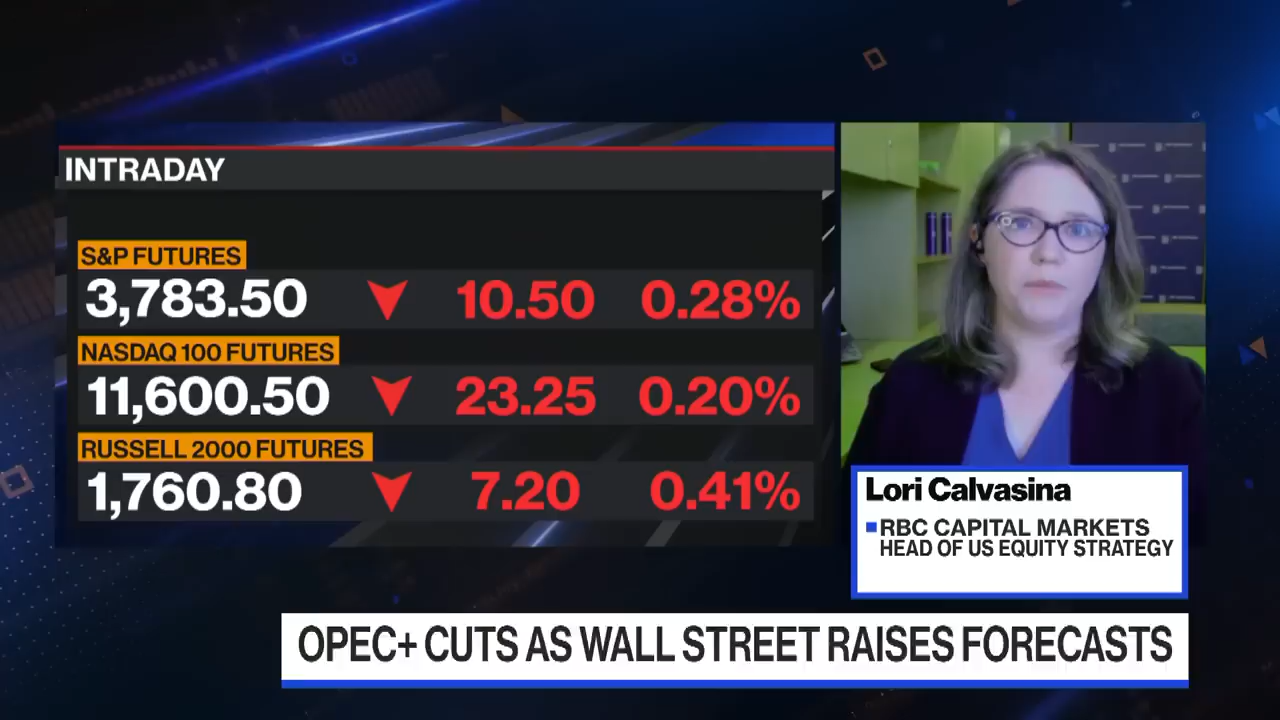 INTRADAY
S&P FUTURES
3,783.50 10.50 0.28%
NASDAQ 100 FUTURES
11,600.50 23.25 0.20%
RUSSELL 2000 FUTURES
1,760.80 7.20 0.41%
Lori Calvasina
RBC CAPITAL MARKETS
HEAD OF US EQUITY STRATEGY
OPEC+ CUTS AS WALL STREET RAISES FORECASTS